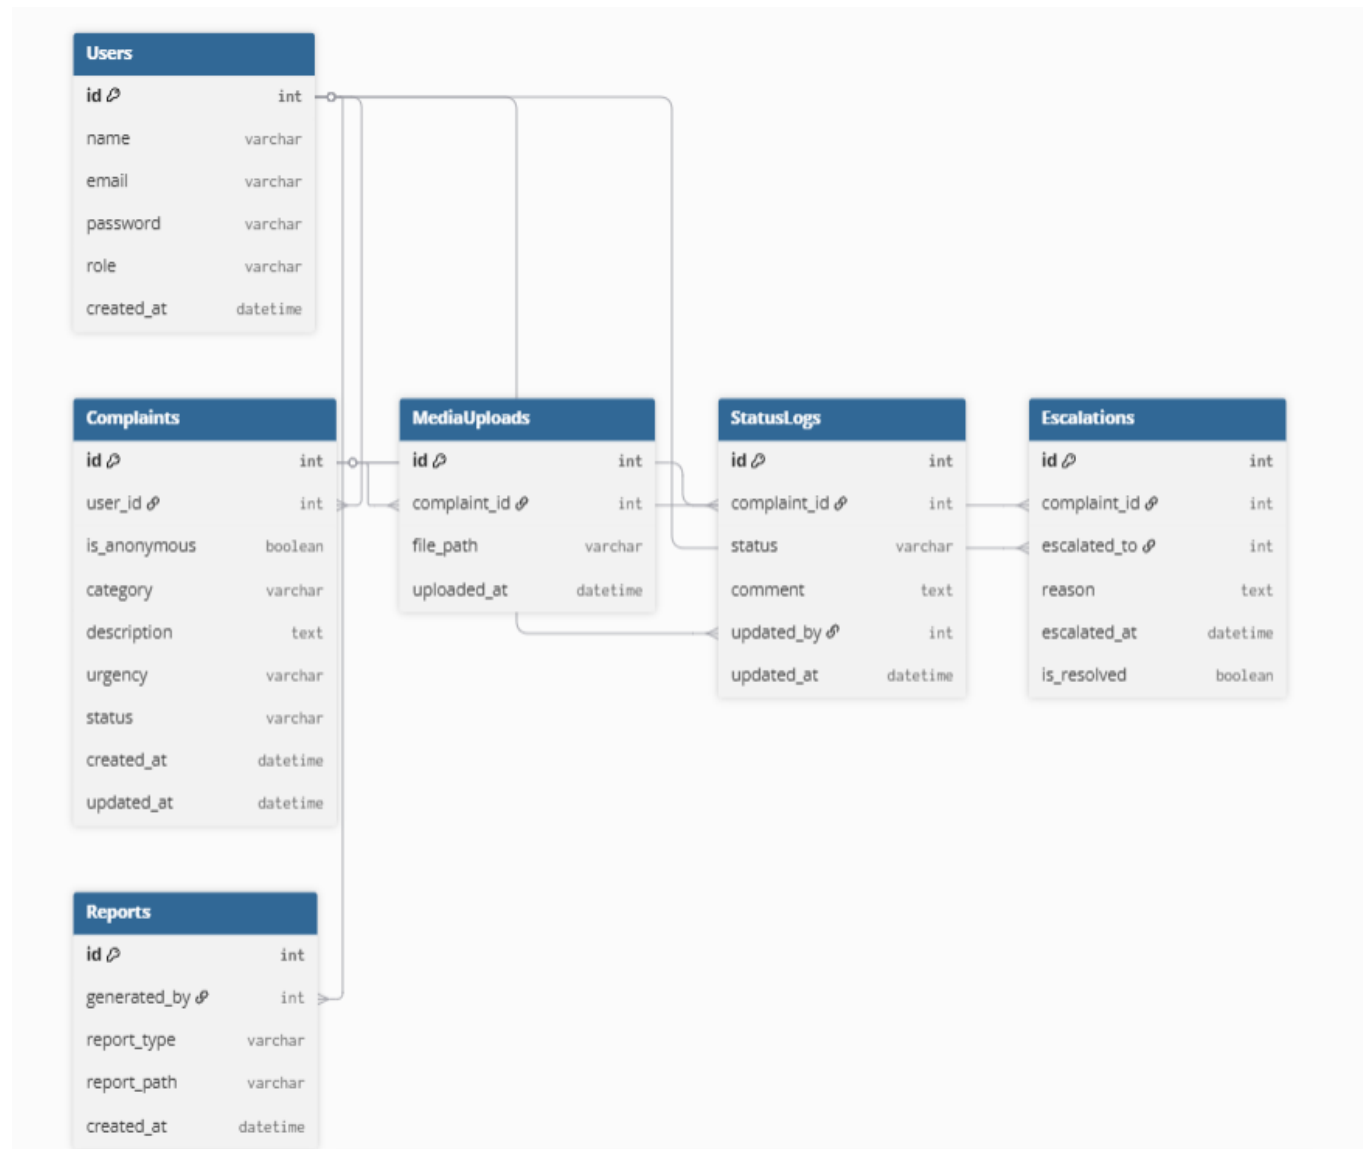 Users
id int
name varchar
email varchar
password varchar
role varchar
created_at datetime
Complaints
id int
user_id int
is_anonymous boolean
category varchar
description text
urgency varchar
status varchar
created_at datetime
updated_at datetime
MediaUploads
id int
complaint_id int
file_path varchar
uploaded_at datetime
StatusLogs
id int
complaint_id int
status varchar
comment text
updated_by int
updated_at datetime
Escalations
id int
complaint_id int
escalated_to int
reason text
escalated_at datetime
is_resolved boolean
Reports
id int
generated_by int
report_type varchar
report_path varchar
created_at datetime